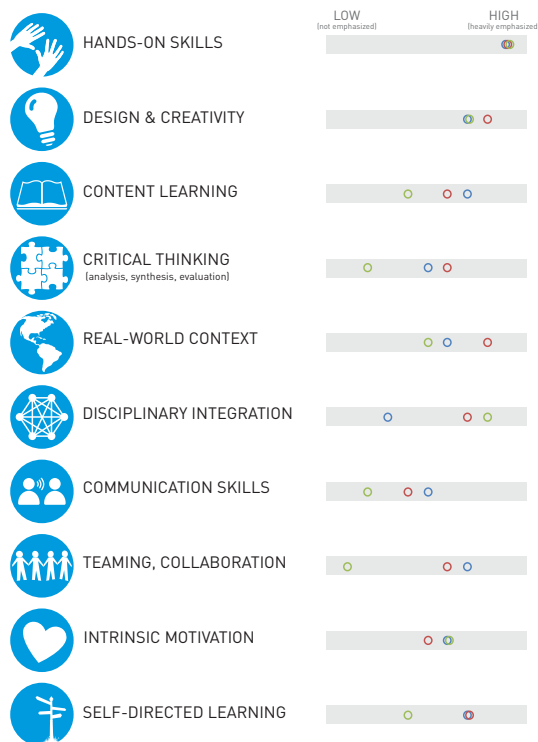 LOW HIGH
(not emphasized) (heavily emphasized
HANDS-ON SKILLS
DESIGN & CREATIVITY
CONTENT LEARNING
CRITICAL THINKING
(analysis, synthesis, evaluation)
REAL-WORLD CONTEXT
DISCIPLINARY INTEGRATION
COMMUNICATION SKILLS
TEAMING, COLLABORATION
INTRINSIC MOTIVATION
SELF-DIRECTED LEARNING